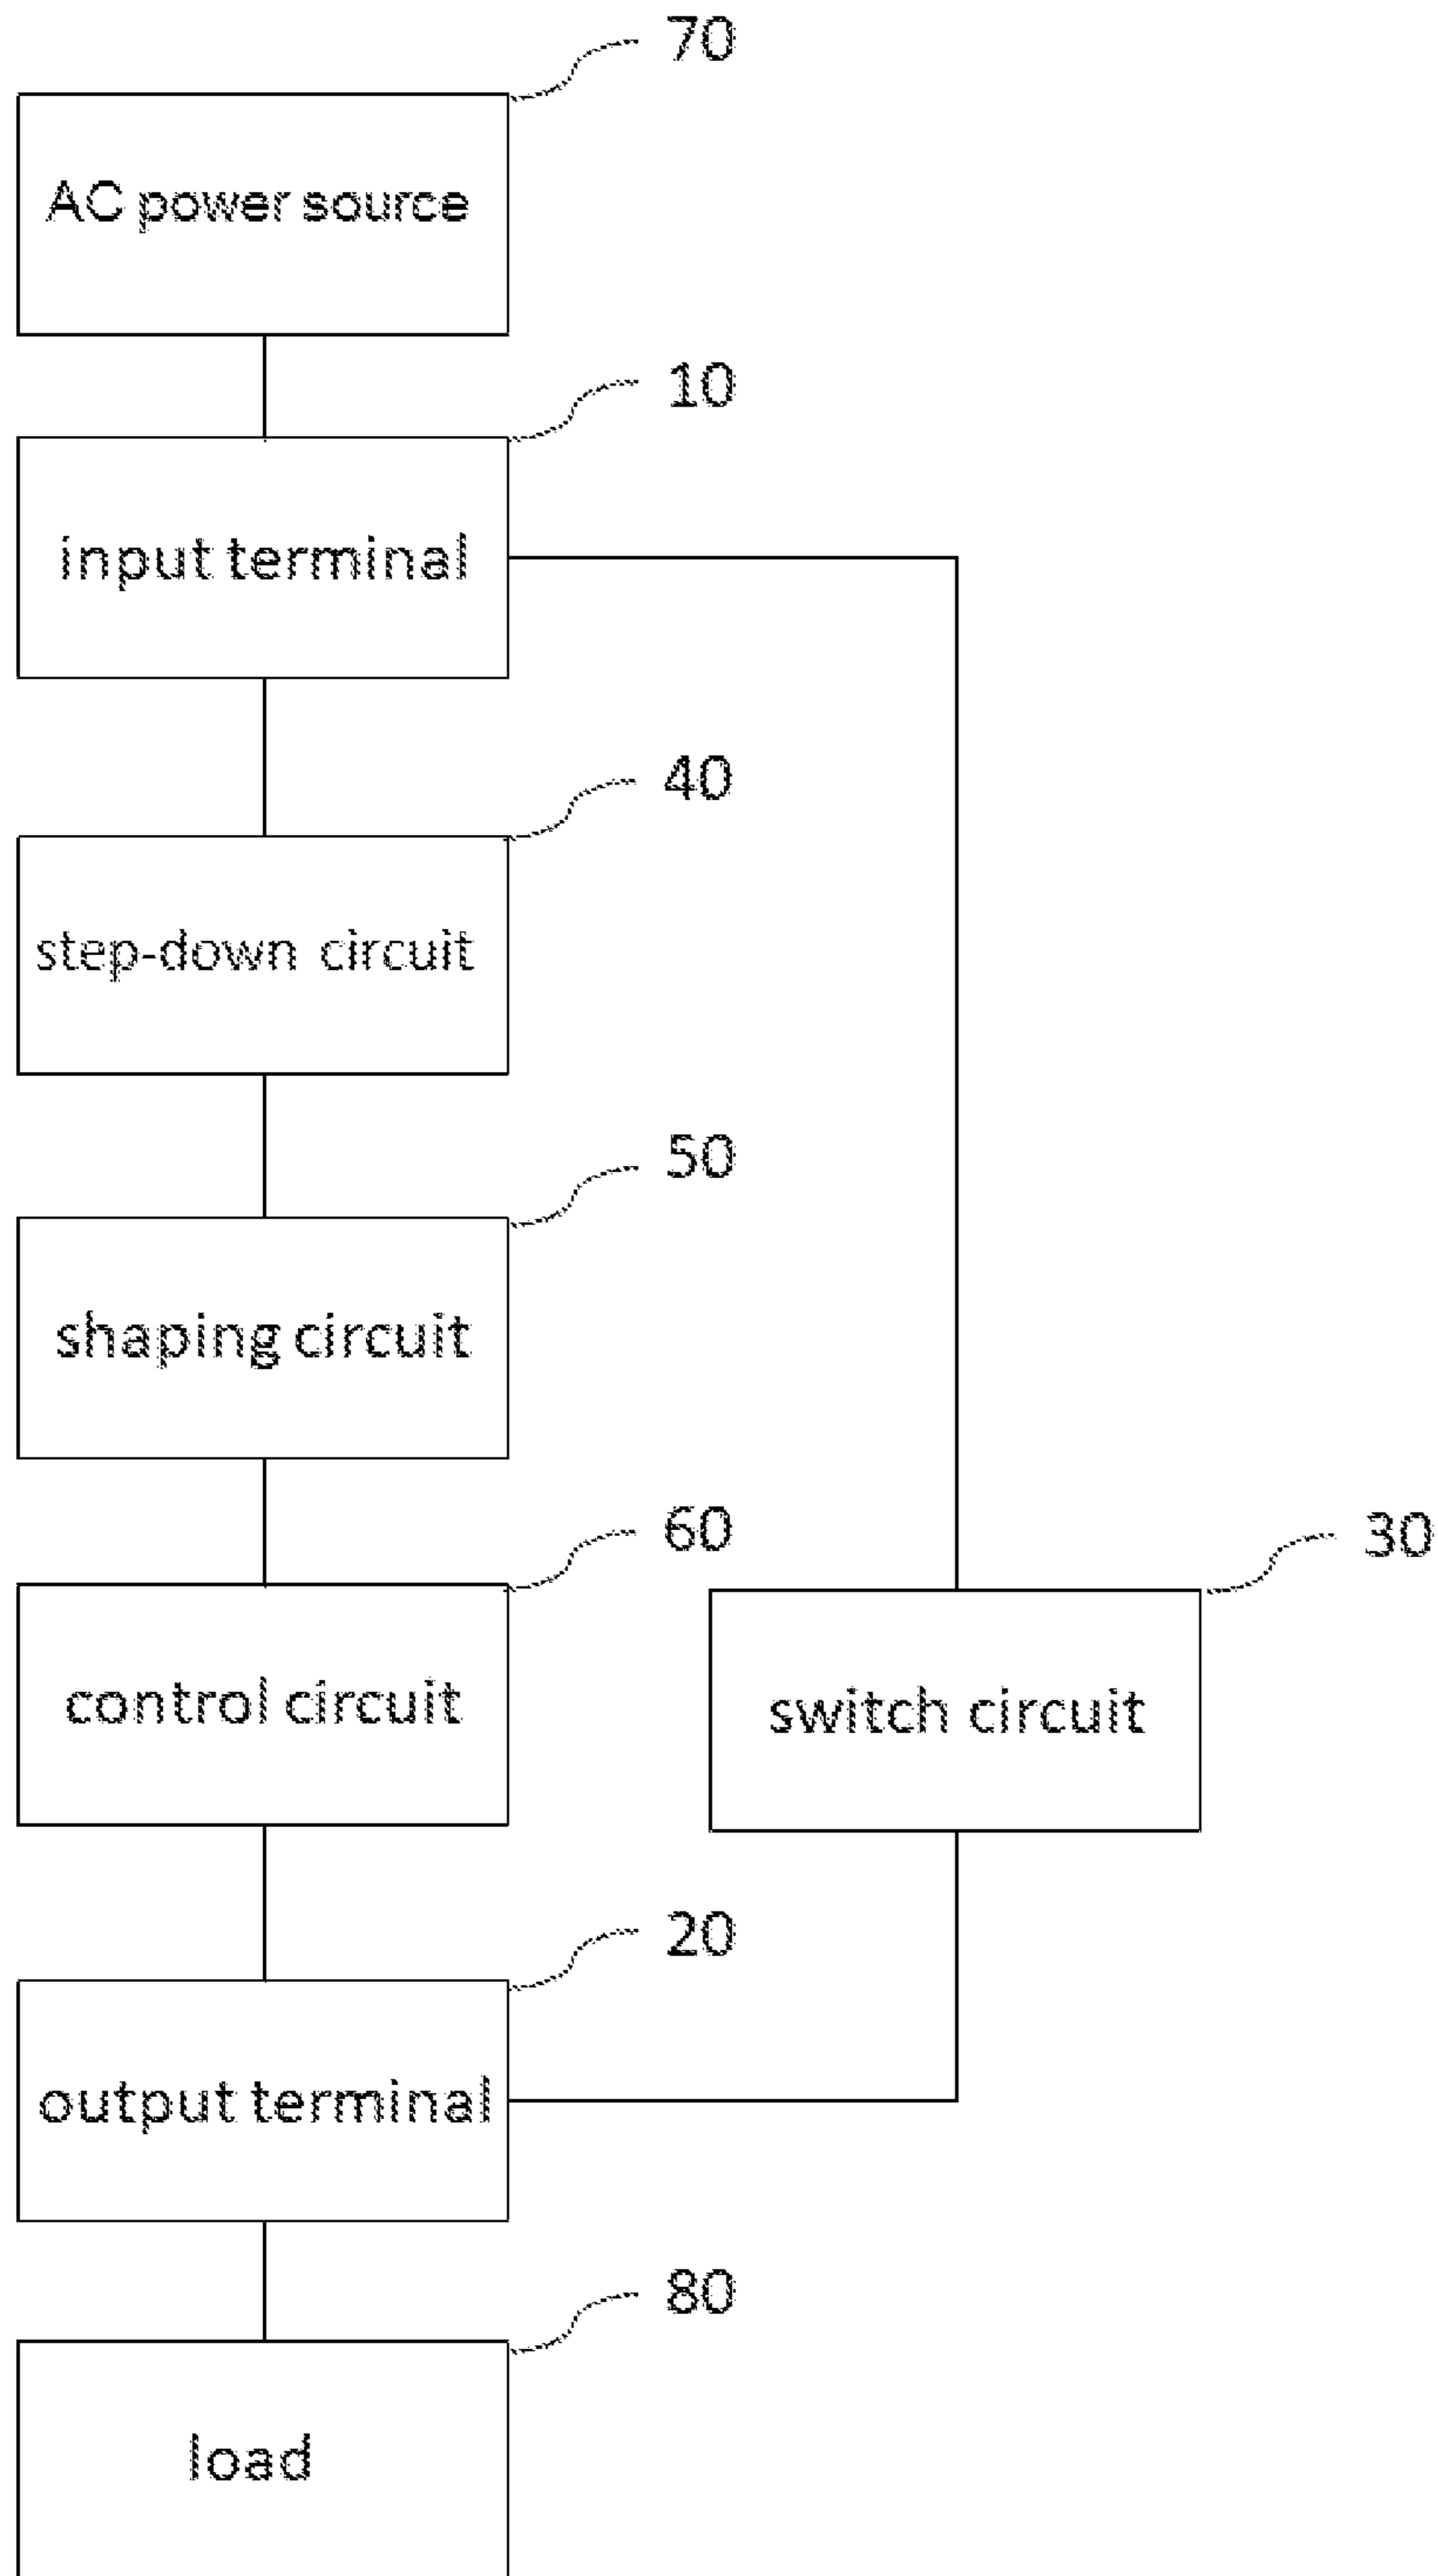 70
AC power source
10
input terminal
40
step-down circuit
50
shaping circuit
60
control circuit
30
switch circuit
20
output terminal
80
load